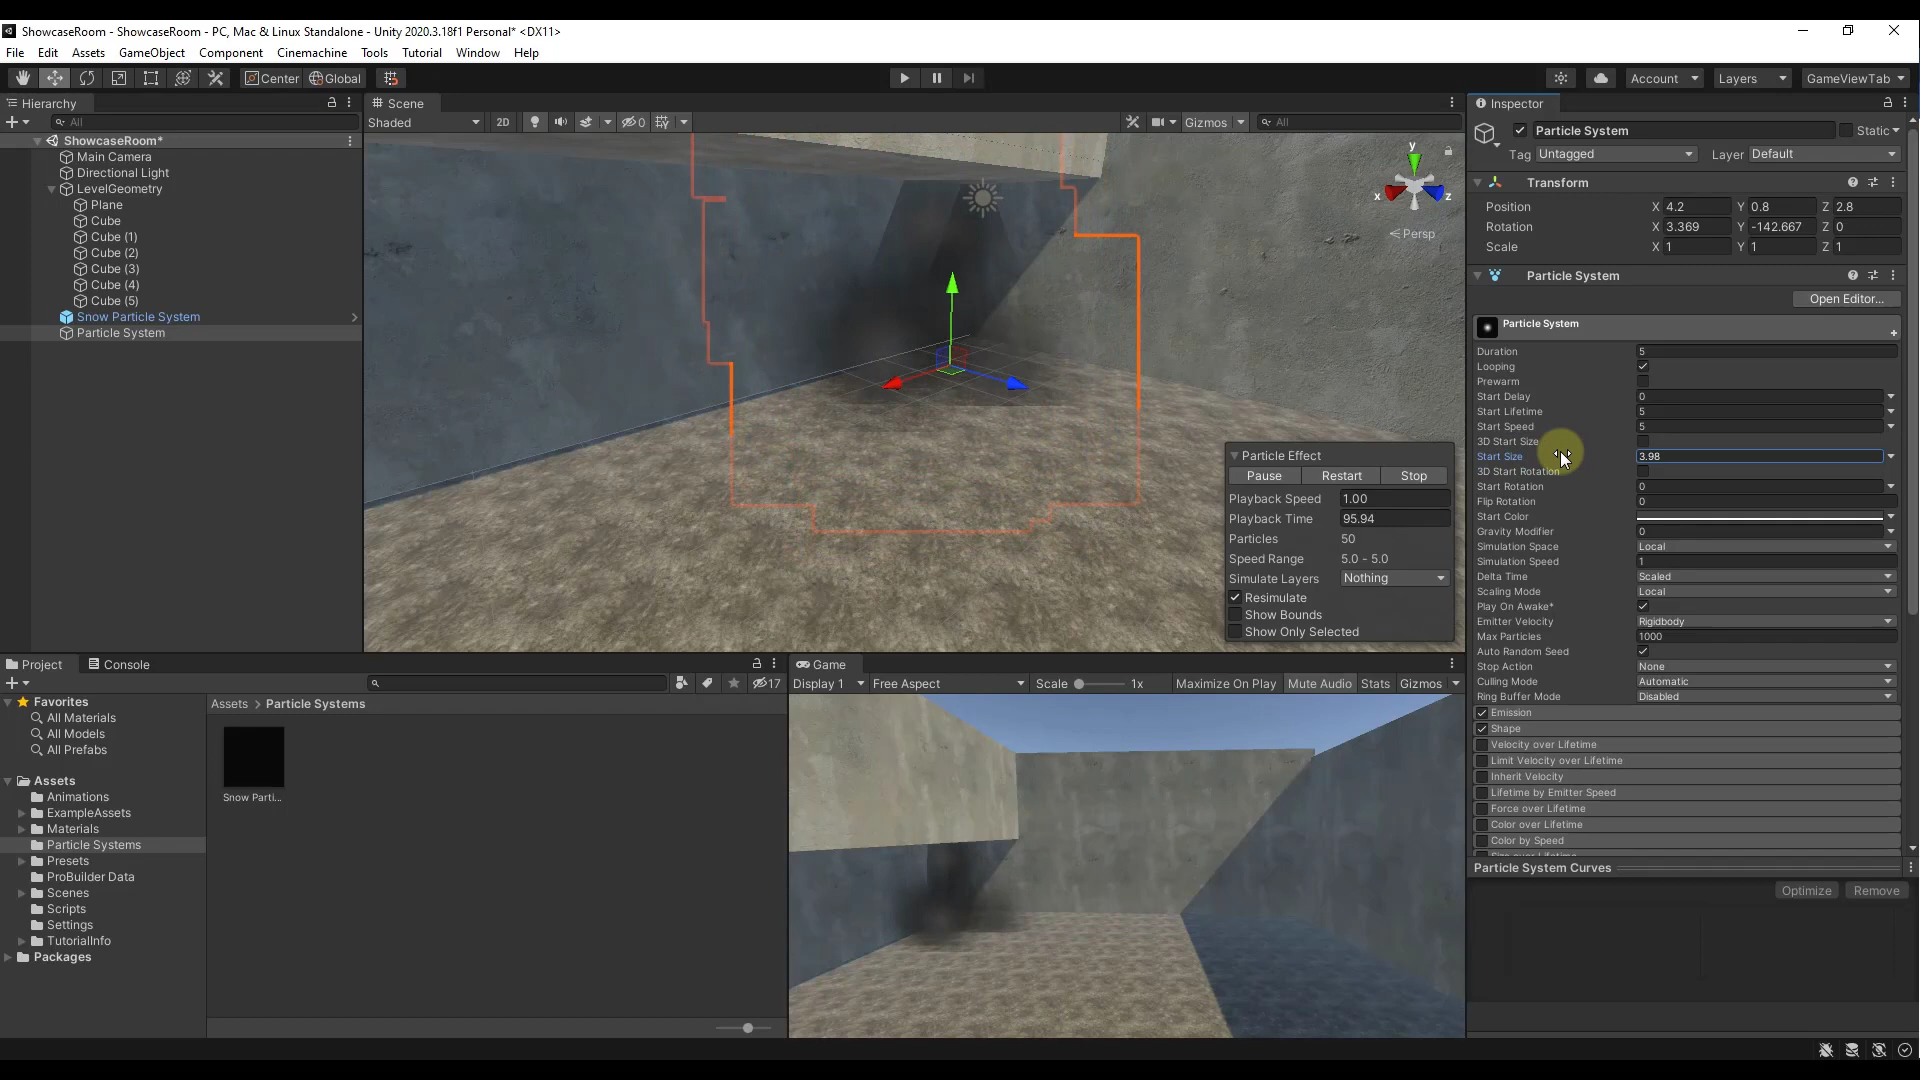 ShowcaseRoom - ShowcaseRoom - PC, Mac & Linux Standalone - Unity 2020.3.18f1 Personal* <DX11>
File Edit Assets GameObject Component Cinemachine Tools Tutorial Window Help
Center Global Account Layers GameViewTab
Hierarchy
All
ShowcaseRoom*
Main Camera
Directional Light
LevelGeometry
Plane
Cube
Cube (1)
Cube (2)
Cube (3)
Cube (4)
Cube (5)
Snow Particle System
Particle System
Scene
Shaded 2D 0 Gizmos All
y
x z
Persp
Particle Effect
Pause Restart Stop
Playback Speed 1.00
Playback Time 95.94
Particles 50
Speed Range 5.0 - 5.0
Simulate Layers Nothing
Resimulate
Show Bounds
Show Only Selected
Inspector
Particle System Static
Tag Untagged Layer Default
Transform
Position X 4.2 Y 0.8 Z 2.8
Rotation X 3.369 Y -142.667 Z 0
Scale X 1 Y 1 Z 1
Particle System
Open Editor...
Particle System
Duration 5
Looping
Prewarm
Start Delay 0
Start Lifetime 5
Start Speed 5
3D Start Size
Start Size 3.98
3D Start Rotation
Start Rotation 0
Flip Rotation 0
Start Color
Gravity Modifier 0
Simulation Space Local
Simulation Speed 1
Delta Time Scaled
Scaling Mode Local
Play On Awake*
Emitter Velocity Rigidbody
Max Particles 1000
Auto Random Seed
Stop Action None
Culling Mode Automatic
Ring Buffer Mode Disabled
Emission
Shape
Velocity over Lifetime
Limit Velocity over Lifetime
Inherit Velocity
Lifetime by Emitter Speed
Force over Lifetime
Color over Lifetime
Color by Speed
Size over Lifetime
Particle System Curves
Optimize Remove
Project Console
17
Favorites
All Materials
All Models
All Prefabs
Assets
Animations
ExampleAssets
Materials
Particle Systems
Presets
ProBuilder Data
Scenes
Scripts
Settings
TutorialInfo
Packages
Assets > Particle Systems
Snow Parti...
Game
Display 1 Free Aspect Scale 1x Maximize On Play Mute Audio Stats Gizmos